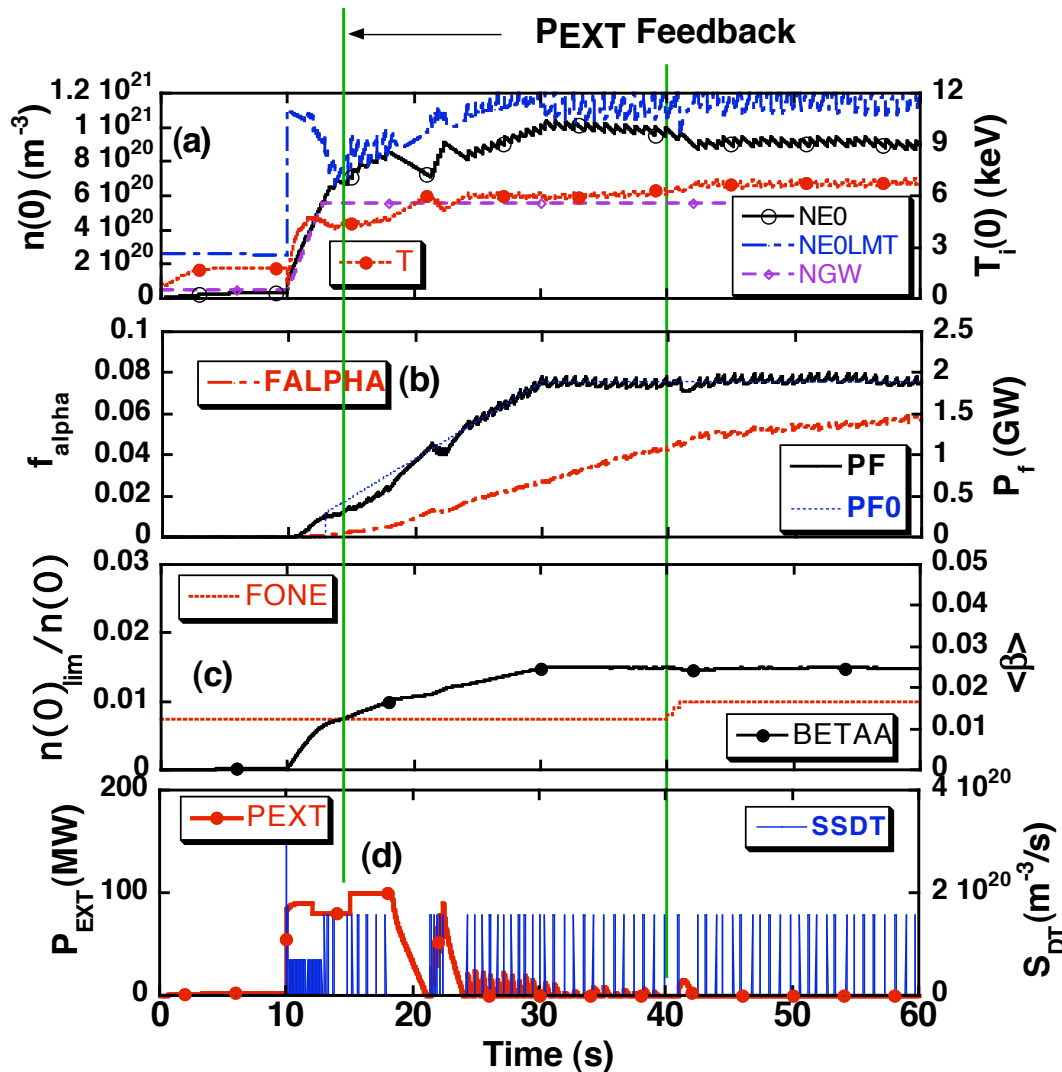 PEXT Feedback
n(0) (m-3)
1.2 10^21
1 10^21
8 10^20
6 10^20
4 10^20
2 10^20
0
(a)
T
NE0
NE0LMT
NGW
12
9
6
3
0
Ti(0) (keV)
falpha
0.1
0.08
0.06
0.04
0.02
0
FALPHA
(b)
PF
PF0
2.5
2
1.5
1
0.5
0
Pf (GW)
n(0)lim/n(0)
0.03
0.02
0.01
0
FONE
(c)
BETAA
0.05
0.04
0.03
0.02
0.01
0
<β>
PEXT (MW)
200
100
0
PEXT
(d)
SSDT
4 10^20
2 10^20
0
SDT (m-3/s)
0 10 20 30 40 50 60
Time (s)